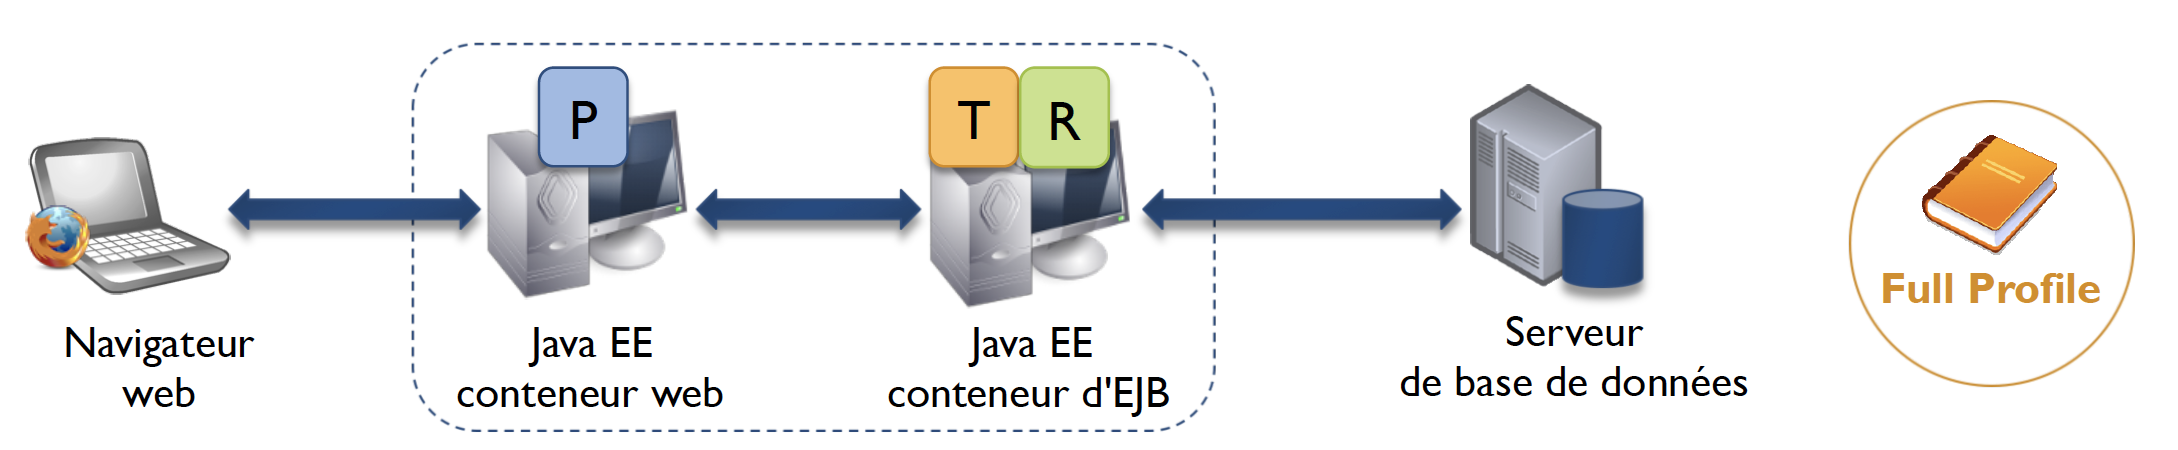 P
T
R
Navigateur
web
Java EE
conteneur web
Java EE
conteneur d'EJB
Serveur
de base de données
Full Profile